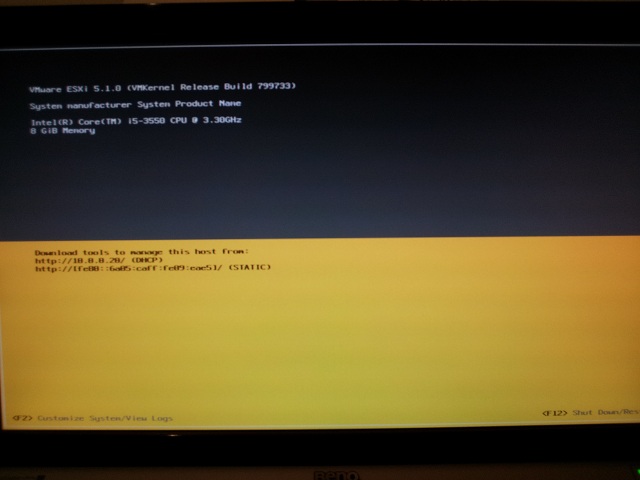 VMware ESXi 5.1.0 (VMKernel Release Build 799733)
System manufacturer System Product Name
Intel(R) Core(TM) i5-3550 CPU @ 3.30GHz
8 GiB Memory
Download tools to manage this host from:
http://10.0.0.20/ (DHCP)
http://[fe80::6a05:caff:fe09:eae5]/ (STATIC)
<F2> Customize System/View Logs
<F12> Shut Down/Res
BenQ